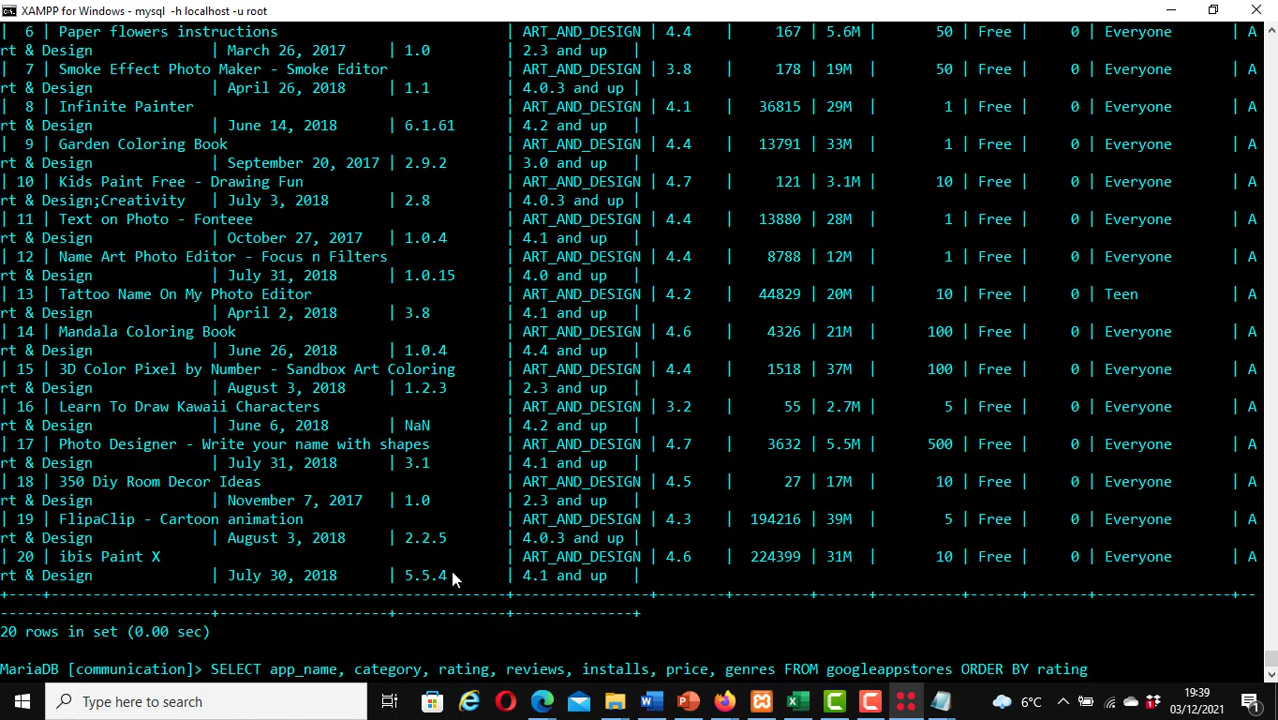 XAMPP for Windows - mysql -h localhost -u root
| 6 | Paper flowers instructions | ART_AND_DESIGN | 4.4 | 167 | 5.6M | 50 | Free | 0 | Everyone | A
rt & Design | March 26, 2017 | 1.0 | 2.3 and up |
| 7 | Smoke Effect Photo Maker - Smoke Editor | ART_AND_DESIGN | 3.8 | 178 | 19M | 50 | Free | 0 | Everyone | A
rt & Design | April 26, 2018 | 1.1 | 4.0.3 and up |
| 8 | Infinite Painter | ART_AND_DESIGN | 4.1 | 36815 | 29M | 1 | Free | 0 | Everyone | A
rt & Design | June 14, 2018 | 6.1.61 | 4.2 and up |
| 9 | Garden Coloring Book | ART_AND_DESIGN | 4.4 | 13791 | 33M | 1 | Free | 0 | Everyone | A
rt & Design | September 20, 2017 | 2.9.2 | 3.0 and up |
| 10 | Kids Paint Free - Drawing Fun | ART_AND_DESIGN | 4.7 | 121 | 3.1M | 10 | Free | 0 | Everyone | A
rt & Design;Creativity | July 3, 2018 | 2.8 | 4.0.3 and up |
| 11 | Text on Photo - Fonteee | ART_AND_DESIGN | 4.4 | 13880 | 28M | 1 | Free | 0 | Everyone | A
rt & Design | October 27, 2017 | 1.0.4 | 4.1 and up |
| 12 | Name Art Photo Editor - Focus n Filters | ART_AND_DESIGN | 4.4 | 8788 | 12M | 1 | Free | 0 | Everyone | A
rt & Design | July 31, 2018 | 1.0.15 | 4.0 and up |
| 13 | Tattoo Name On My Photo Editor | ART_AND_DESIGN | 4.2 | 44829 | 20M | 10 | Free | 0 | Teen | A
rt & Design | April 2, 2018 | 3.8 | 4.1 and up |
| 14 | Mandala Coloring Book | ART_AND_DESIGN | 4.6 | 4326 | 21M | 100 | Free | 0 | Everyone | A
rt & Design | June 26, 2018 | 1.0.4 | 4.4 and up |
| 15 | 3D Color Pixel by Number - Sandbox Art Coloring | ART_AND_DESIGN | 4.4 | 1518 | 37M | 100 | Free | 0 | Everyone | A
rt & Design | August 3, 2018 | 1.2.3 | 2.3 and up |
| 16 | Learn To Draw Kawaii Characters | ART_AND_DESIGN | 3.2 | 55 | 2.7M | 5 | Free | 0 | Everyone | A
rt & Design | June 6, 2018 | NaN | 4.2 and up |
| 17 | Photo Designer - Write your name with shapes | ART_AND_DESIGN | 4.7 | 3632 | 5.5M | 500 | Free | 0 | Everyone | A
rt & Design | July 31, 2018 | 3.1 | 4.1 and up |
| 18 | 350 Diy Room Decor Ideas | ART_AND_DESIGN | 4.5 | 27 | 17M | 10 | Free | 0 | Everyone | A
rt & Design | November 7, 2017 | 1.0 | 2.3 and up |
| 19 | FlipaClip - Cartoon animation | ART_AND_DESIGN | 4.3 | 194216 | 39M | 5 | Free | 0 | Everyone | A
rt & Design | August 3, 2018 | 2.2.5 | 4.0.3 and up |
| 20 | ibis Paint X | ART_AND_DESIGN | 4.6 | 224399 | 31M | 10 | Free | 0 | Everyone | A
rt & Design | July 30, 2018 | 5.5.4 | 4.1 and up |
20 rows in set (0.00 sec)
MariaDB [communication]> SELECT app_name, category, rating, reviews, installs, price, genres FROM googleappstores ORDER BY rating
Type here to search
6°C
19:39
03/12/2021